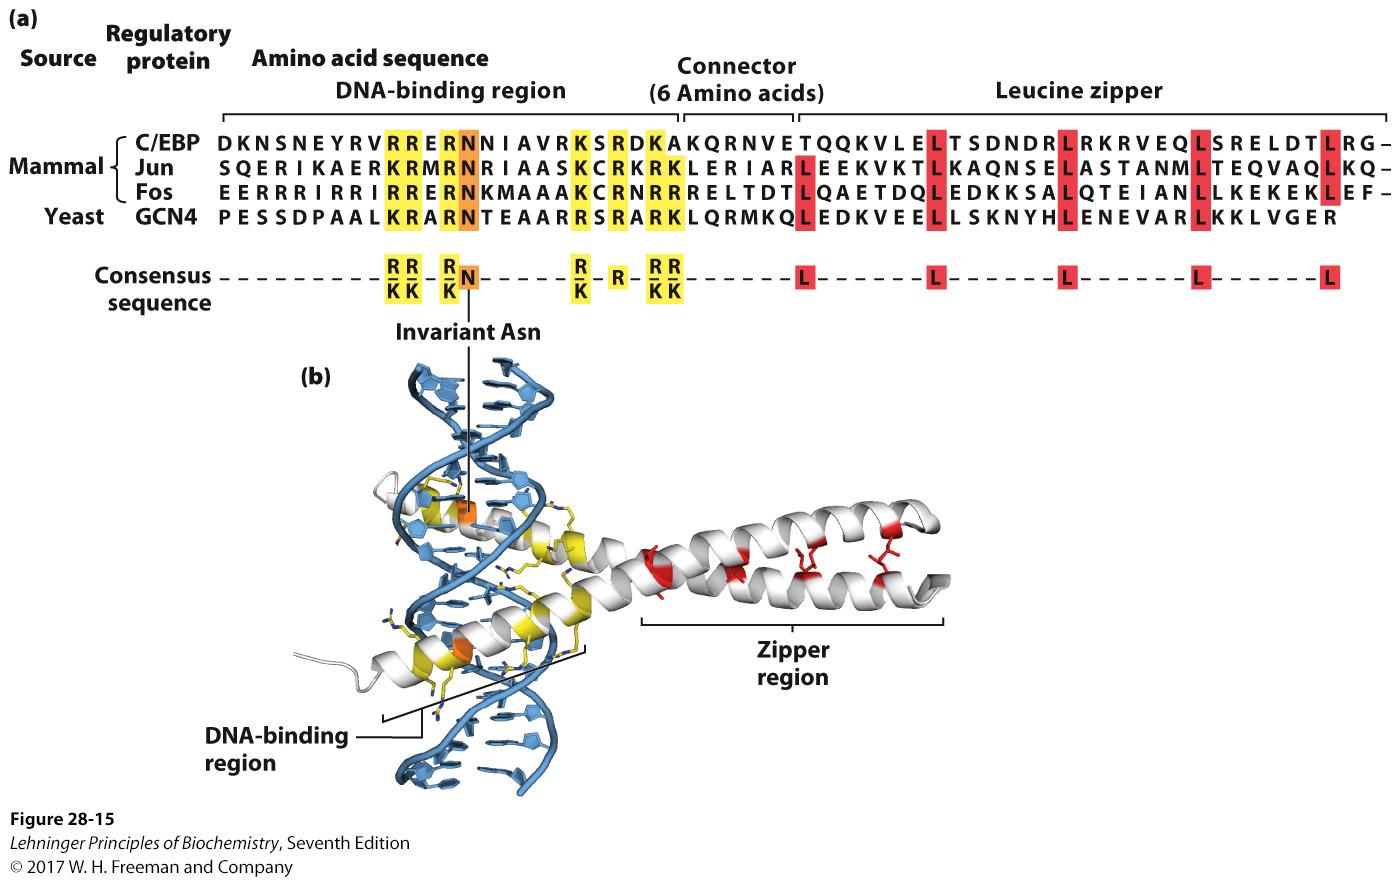 (a)
Source
Regulatory
protein
Amino acid sequence
DNA-binding region
Connector
(6 Amino acids)
Leucine zipper
Mammal
C/EBP DKNSNEYRVRRERNNIAVRKSRDKAKQRNVETQQKVLELTSDNDRLRKRVEQLSRELDTLRG–
Jun SQERIKAERKRMRNRIAASKCRKRKLERIARLEEKVKTLKAQNSELASTANMLTEQVAQLKQ–
Fos EERRRIRRIRRERNKMAAAKCRNRRRELTDTLQAETDQLEDKKSALQTEIANLLKEKEKLEF–
Yeast GCN4 PESSDPAALKRARNTEAARRSRARKLQRMKQLEDKVEELLSKNYHLENEVARLKKLVGER
R R R R R R
Consensus – – – – – – – – – – N – – – – – – R – – – – – – – L – – – – – – L – – – – – – L – – – – – – L – – – – – – L – – –
sequence K K K K K K
Invariant Asn
(b)
Zipper
region
DNA-binding
region
Figure 28-15
Lehninger Principles of Biochemistry, Seventh Edition
© 2017 W. H. Freeman and Company